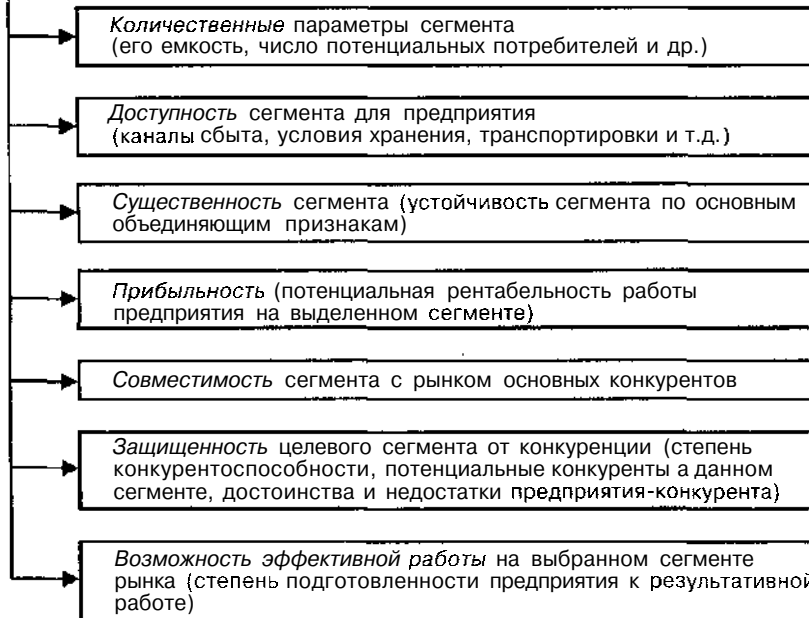 Количественные параметры сегмента
(его емкость, число потенциальных потребителей и др.)
Доступность сегмента для предприятия
(каналы сбыта, условия хранения, транспортировки и т.д.)
Существенность сегмента (устойчивость сегмента по основным
объединяющим признакам)
Прибыльность (потенциальная рентабельность работы
предприятия на выделенном сегменте)
Совместимость сегмента с рынком основных конкурентов
Защищенность целевого сегмента от конкуренции (степень
конкурентоспособности, потенциальные конкуренты а данном
сегменте, достоинства и недостатки предприятия-конкурента)
Возможность эффективной работы на выбранном сегменте
рынка (степень подготовленности предприятия к результативной
работе)